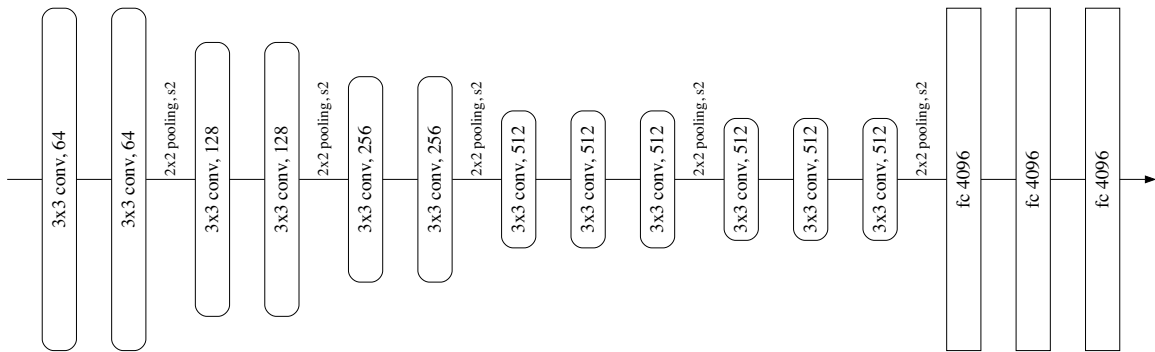 3x3 conv, 64
3x3 conv, 64
2x2 pooling, s2
3x3 conv, 128
3x3 conv, 128
2x2 pooling, s2
3x3 conv, 256
3x3 conv, 256
2x2 pooling, s2
3x3 conv, 512
3x3 conv, 512
3x3 conv, 512
2x2 pooling, s2
3x3 conv, 512
3x3 conv, 512
3x3 conv, 512
2x2 pooling, s2
fc 4096
fc 4096
fc 4096